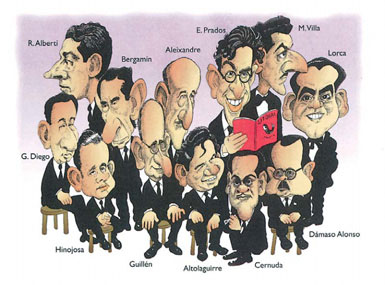 E. Prados
M. Villa
R. Alberti
Aleixandre
Lorca
Bergamín
G. Diego
Dámaso Alonso
Hinojosa
Guillén
Altolaguirre
Cernuda